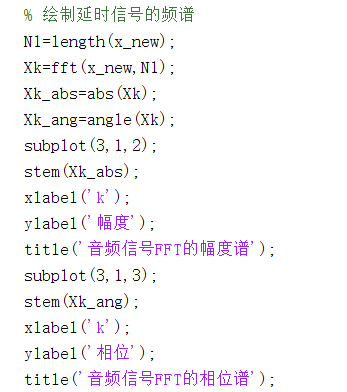 % 绘制延时信号的频谱
N1=length(x_new);
Xk=fft(x_new,N1);
Xk_abs=abs(Xk);
Xk_ang=angle(Xk);
subplot(3,1,2);
stem(Xk_abs);
xlabel('k');
ylabel('幅度');
title('音频信号FFT的幅度谱');
subplot(3,1,3);
stem(Xk_ang);
xlabel('k');
ylabel('相位');
title('音频信号FFT的相位谱');